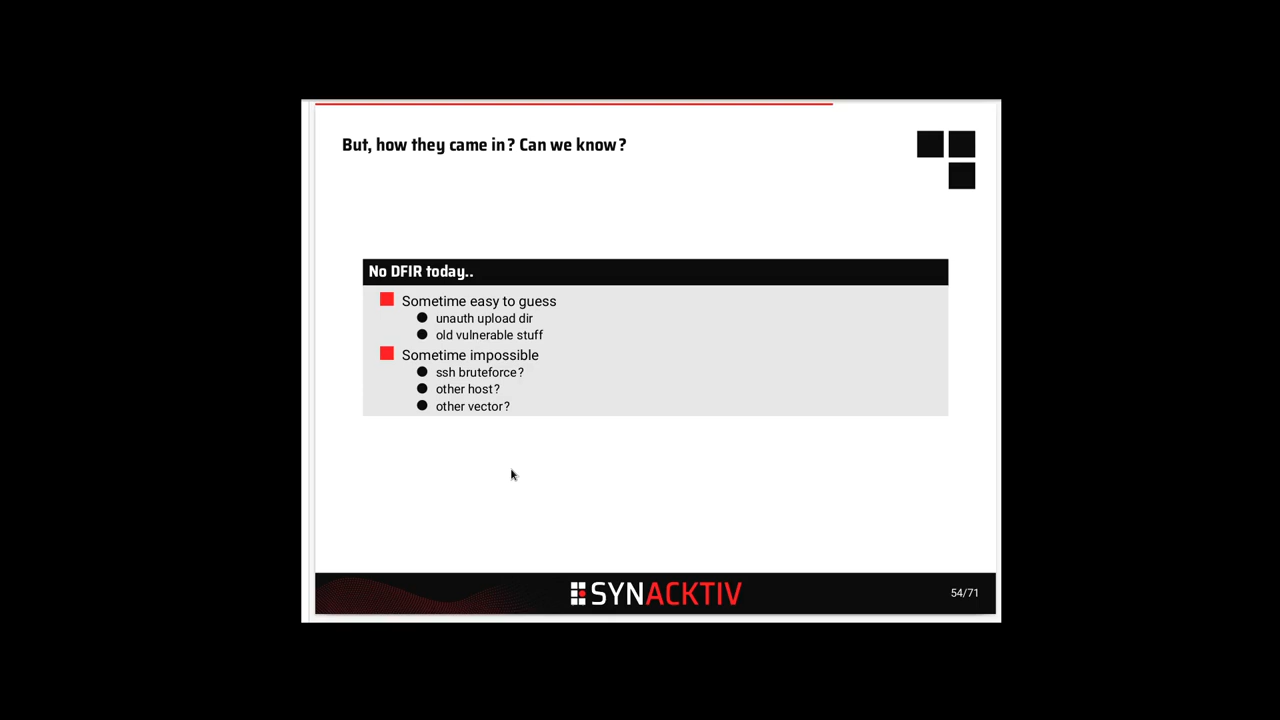 But, how they came in? Can we know?
No DFIR today..
Sometime easy to guess
unauth upload dir
old vulnerable stuff
Sometime impossible
ssh bruteforce?
other host?
other vector?
SYNACKTIV
54/71